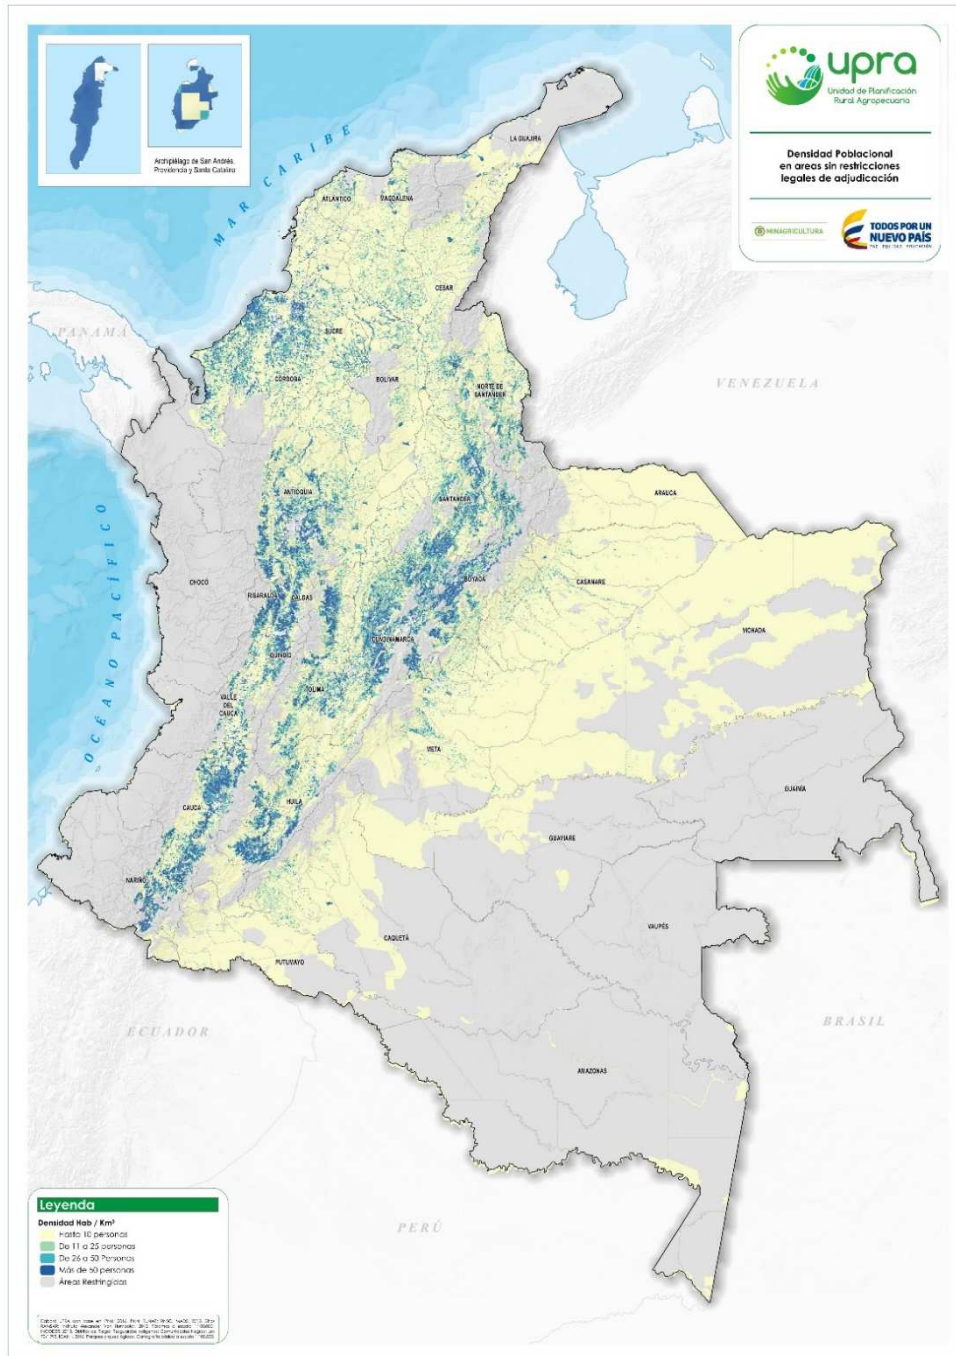 upra
Unidad de Planificación
Rural Agropecuaria
Densidad Poblacional
en areas sin restricciones
legales de adjudicación
MINAGRICULTURA
TODOS POR UN
NUEVO PAÍS
PAZ EQUIDAD EDUCACIÓN
Archipiélago de San Andrés,
Providencia y Santa Catalina
MAR CARIBE
LA GUAJIRA
ATLÁNTICO
MAGDALENA
CESAR
SUCRE
PANAMÁ
CÓRDOBA
BOLÍVAR
NORTE DE
SANTANDER
VENEZUELA
ANTIOQUIA
SANTANDER
ARAUCA
OCÉANO PACÍFICO
CHOCÓ
RISARALDA
CALDAS
BOYACÁ
CASANARE
CUNDINAMARCA
VICHADA
QUINDÍO
TOLIMA
VALLE
DEL
CAUCA
META
GUAINÍA
CAUCA
HUILA
GUAVIARE
NARIÑO
CAQUETÁ
VAUPÉS
PUTUMAYO
ECUADOR
BRASIL
AMAZONAS
PERÚ
Leyenda
Densidad Hab / Km²
Hasta 10 personas
De 11 a 25 personas
De 26 a 50 Personas
Más de 50 personas
Áreas Restringidas